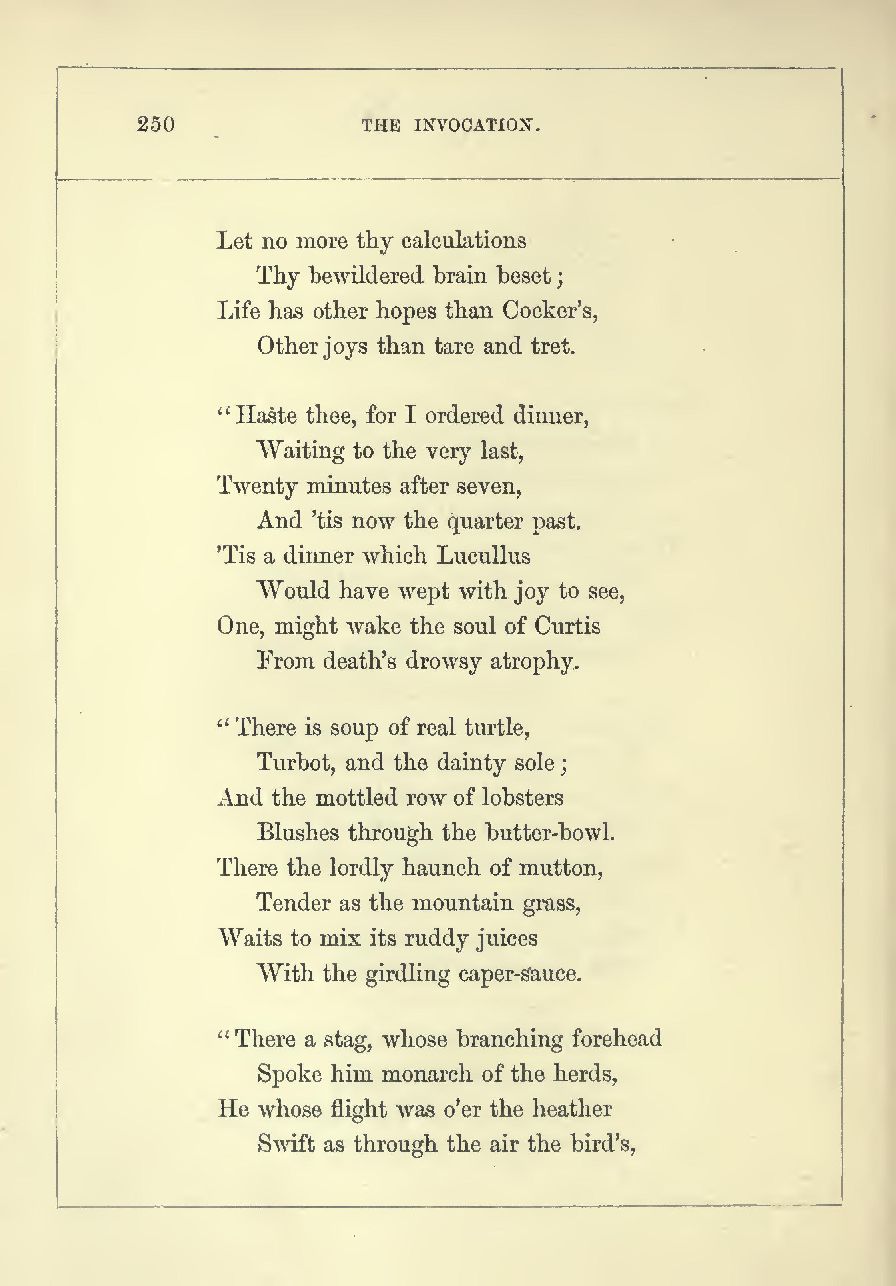 250 THE INVOCATION.
Let no more thy calculations
Thy bewildered brain beset;
Life has other hopes than Cocker's,
Other joys than tare and tret.
“Haste thee, for I ordered dinner,
Waiting to the very last,
Twenty minutes after seven,
And 'tis now the quarter past.
'Tis a dinner which Lucullus
Would have wept with joy to see,
One, might wake the soul of Curtis
From death's drowsy atrophy.
“There is soup of real turtle,
Turbot, and the dainty sole;
And the mottled row of lobsters
Blushes through the butter-bowl.
There the lordly haunch of mutton,
Tender as the mountain grass,
Waits to mix its ruddy juices
With the girdling caper-sauce.
“There a stag, whose branching forehead
Spoke him monarch of the herds,
He whose flight was o'er the heather
Swift as through the air the bird's,